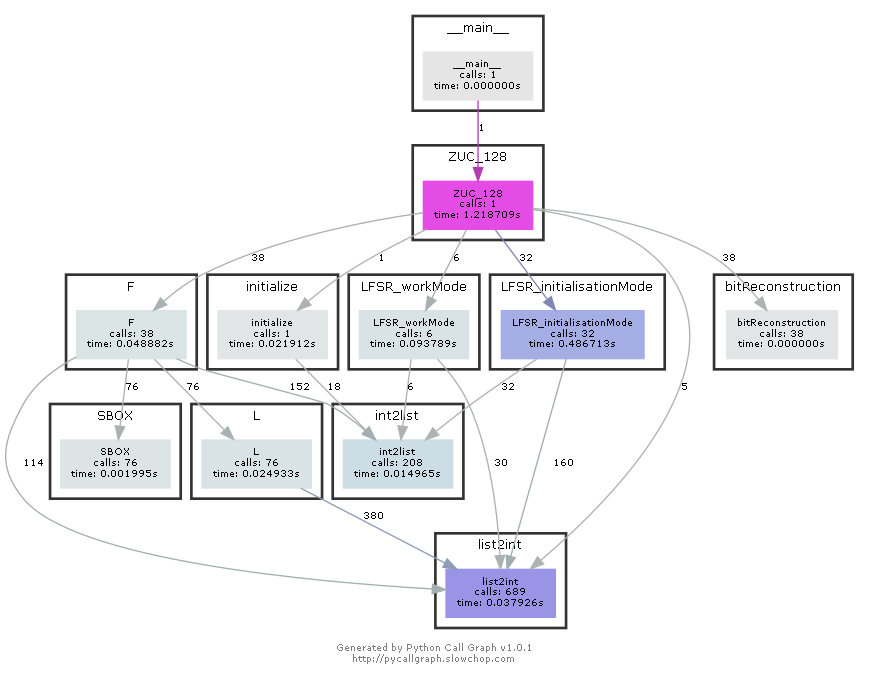 __main__
__main__
calls: 1
time: 0.000000s
1
ZUC_128
ZUC_128
calls: 1
time: 1.218709s
38
1
6
32
38
F
F
calls: 38
time: 0.048882s
initialize
initialize
calls: 1
time: 0.021912s
LFSR_workMode
LFSR_workMode
calls: 6
time: 0.093789s
LFSR_initialisationMode
LFSR_initialisationMode
calls: 32
time: 0.486713s
bitReconstruction
bitReconstruction
calls: 38
time: 0.000000s
76
76
152
18
6
32
5
SBOX
SBOX
calls: 76
time: 0.001995s
L
L
calls: 76
time: 0.024933s
int2list
int2list
calls: 208
time: 0.014965s
114
30
160
380
list2int
list2int
calls: 689
time: 0.037926s
Generated by Python Call Graph v1.0.1
http://pycallgraph.slowchop.com